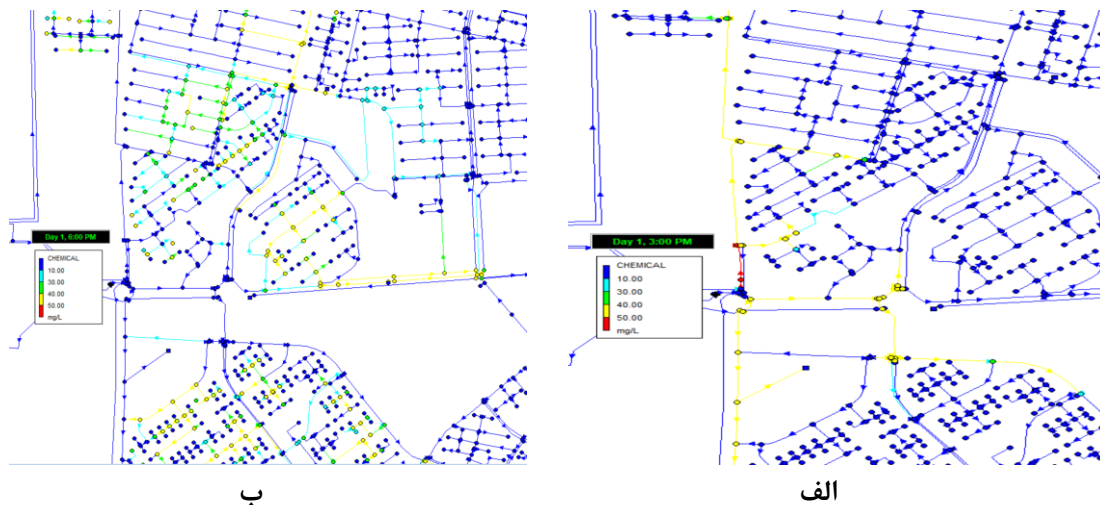 Day 1, 6:00 PM
CHEMICAL
10.00
30.00
40.00
50.00
mg/L
ب
Day 1, 3:00 PM
CHEMICAL
10.00
30.00
40.00
50.00
mg/L
الف